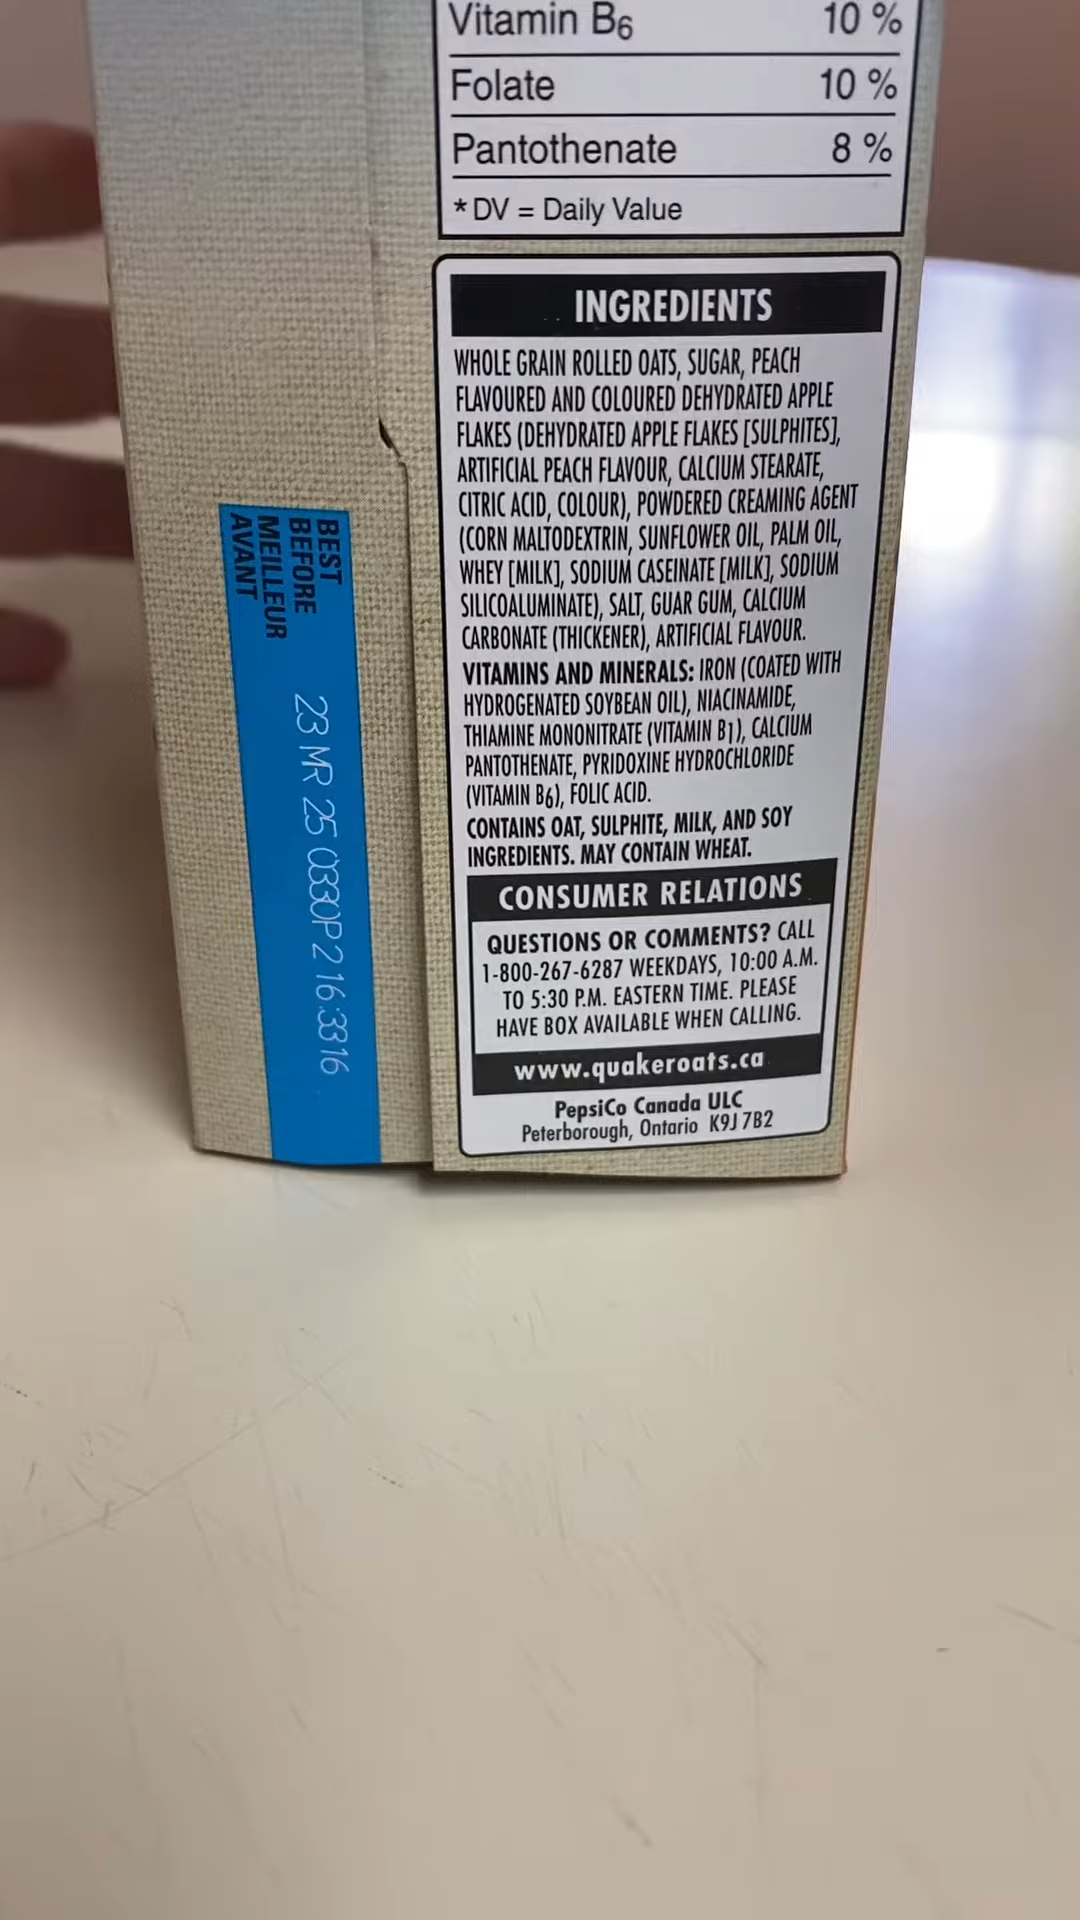 Vitamin B6 10 %
Folate 10 %
Pantothenate 8 %
* DV = Daily Value
INGREDIENTS
WHOLE GRAIN ROLLED OATS, SUGAR, PEACH
FLAVOURED AND COLOURED DEHYDRATED APPLE
FLAKES (DEHYDRATED APPLE FLAKES [SULPHITES],
ARTIFICIAL PEACH FLAVOUR, CALCIUM STEARATE,
CITRIC ACID, COLOUR), POWDERED CREAMING AGENT
(CORN MALTODEXTRIN, SUNFLOWER OIL, PALM OIL,
WHEY [MILK], SODIUM CASEINATE [MILK], SODIUM
SILICOALUMINATE), SALT, GUAR GUM, CALCIUM
CARBONATE (THICKENER), ARTIFICIAL FLAVOUR.
VITAMINS AND MINERALS: IRON (COATED WITH
HYDROGENATED SOYBEAN OIL), NIACINAMIDE,
THIAMINE MONONITRATE (VITAMIN B1), CALCIUM
PANTOTHENATE, PYRIDOXINE HYDROCHLORIDE
(VITAMIN B6), FOLIC ACID.
CONTAINS OAT, SULPHITE, MILK, AND SOY
INGREDIENTS. MAY CONTAIN WHEAT.
CONSUMER RELATIONS
QUESTIONS OR COMMENTS? CALL
1-800-267-6287 WEEKDAYS, 10:00 A.M.
TO 5:30 P.M. EASTERN TIME. PLEASE
HAVE BOX AVAILABLE WHEN CALLING.
www.quakeroats.ca
PepsiCo Canada ULC
Peterborough, Ontario K9J 7B2
BEST
BEFORE
MEILLEUR
AVANT
23 MR 25 0330P2 16:33 16